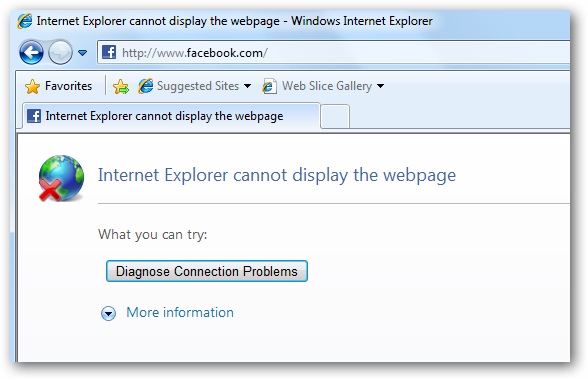 Internet Explorer cannot display the webpage - Windows Internet Explorer
http://www.facebook.com/
Favorites Suggested Sites Web Slice Gallery
Internet Explorer cannot display the webpage
Internet Explorer cannot display the webpage
What you can try:
Diagnose Connection Problems
More information